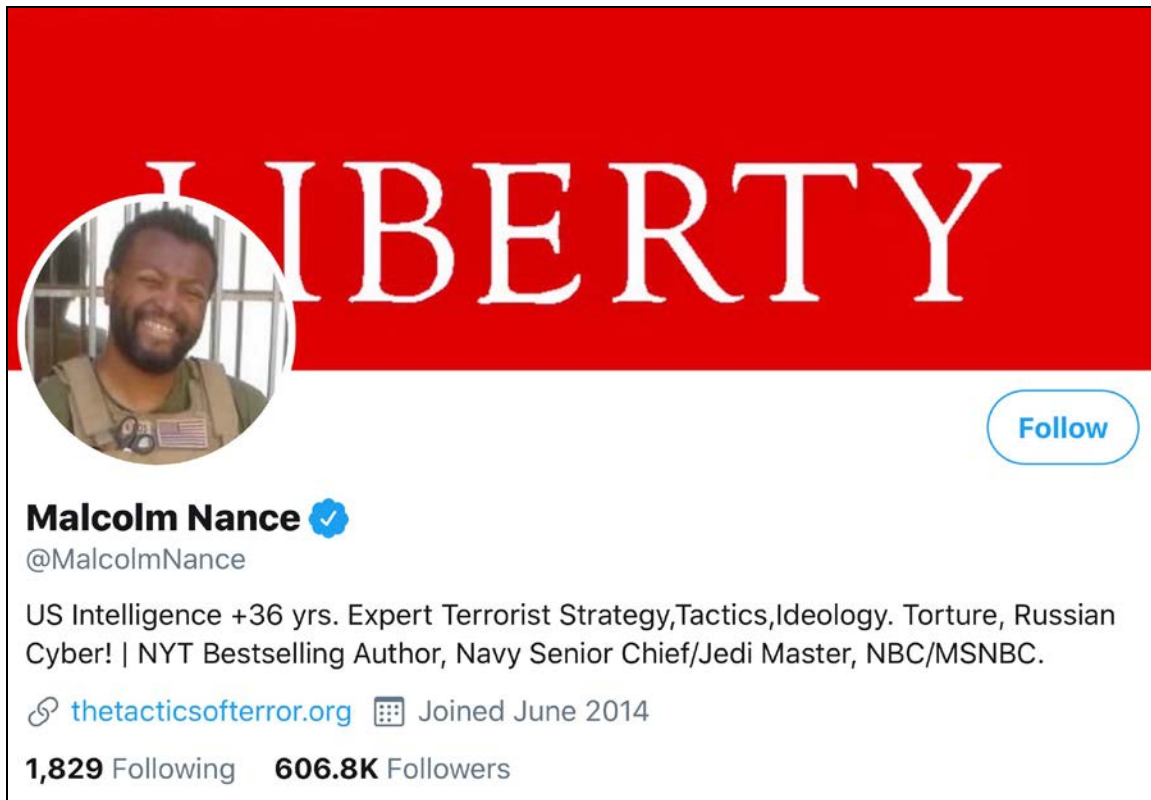 LIBERTY
Follow
Malcolm Nance
@MalcolmNance
US Intelligence +36 yrs. Expert Terrorist Strategy,Tactics,Ideology. Torture, Russian
Cyber! | NYT Bestselling Author, Navy Senior Chief/Jedi Master, NBC/MSNBC.
thetacticsofterror.org Joined June 2014
1,829 Following 606.8K Followers